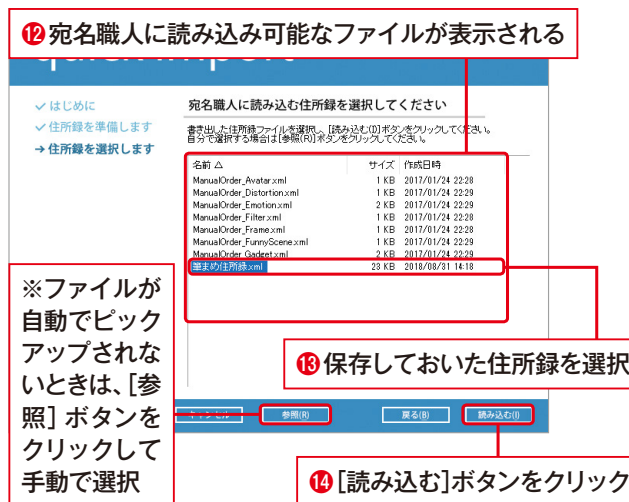 ⑫宛名職人に読み込み可能なファイルが表示される
✓はじめに
✓住所録を準備します
→住所録を選択します
宛名職人に読み込む住所録を選択してください
書き出した住所録ファイルを選択し、[読み込む(I)]ボタンをクリックしてください。
自分で選択する場合は[参照(R)]ボタンをクリックしてください。
名前 △ サイズ 作成日時
ManualOrder_Avatar.xml 1 KB 2017/01/24 22:28
ManualOrder_Distortion.xml 1 KB 2017/01/24 22:29
ManualOrder_Emotion.xml 2 KB 2017/01/24 22:29
ManualOrder_Filter.xml 1 KB 2017/01/24 22:28
ManualOrder_Frame.xml 1 KB 2017/01/24 22:28
ManualOrder_FunnyScene.xml 1 KB 2017/01/24 22:29
ManualOrder_Gadget.xml 2 KB 2017/01/24 22:29
筆まめ住所録.xml 23 KB 2018/08/31 14:18
※ファイルが
自動でピック
アップされな
いときは、[参
照]ボタンを
クリックして
手動で選択
⑬保存しておいた住所録を選択
参照(R) 戻る(B) 読み込む(I)
⑭[読み込む]ボタンをクリック